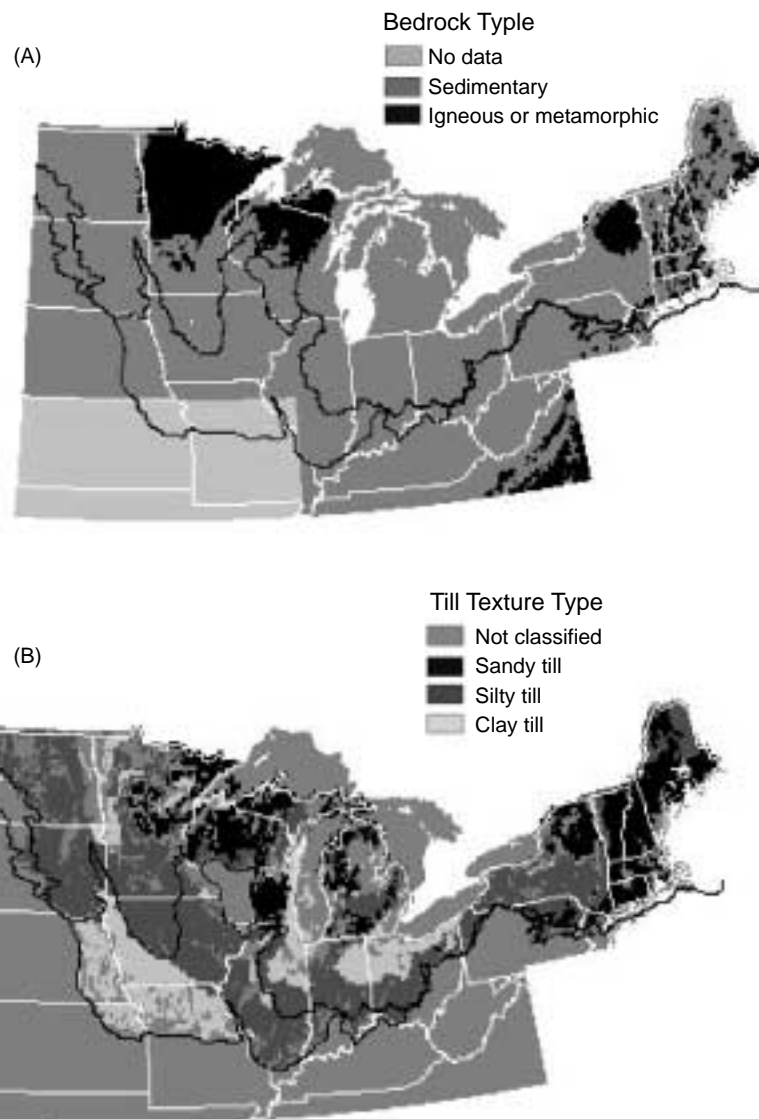 Bedrock Typle
(A)
No data
Sedimentary
Igneous or metamorphic
Till Texture Type
(B)
Not classified
Sandy till
Silty till
Clay till